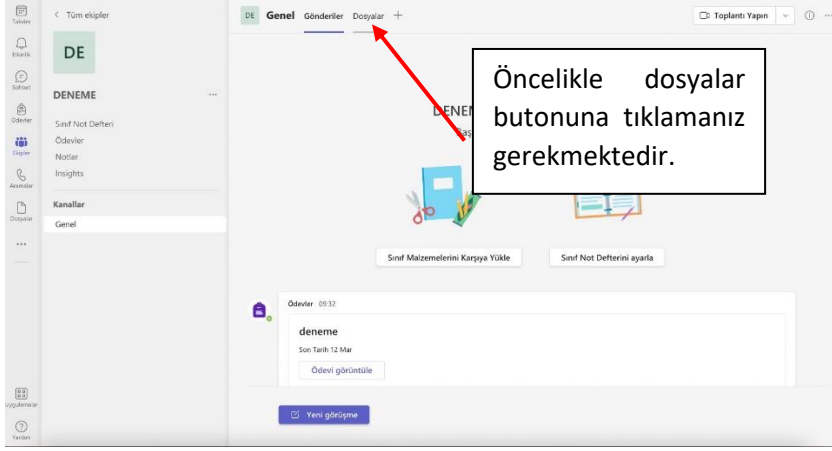 Takvim
Etkinlik
Sohbet
Ödevler
Ekipler
Aramalar
Dosyalar
Uygulamalar
Yardım
Tüm ekipler
DE
DENEME
Sınıf Not Defteri
Ödevler
Notlar
Insights
Kanallar
Genel
DE Genel Gönderiler Dosyalar +
Toplantı Yapın
Öncelikle dosyalar
butonuna tıklamanız
gerekmektedir.
Sınıf Malzemelerini Karşıya Yükle
Sınıf Not Defterini ayarla
Ödevler 09:32
deneme
Son Tarih 12 Mar
Ödevi görüntüle
Yeni görüşme